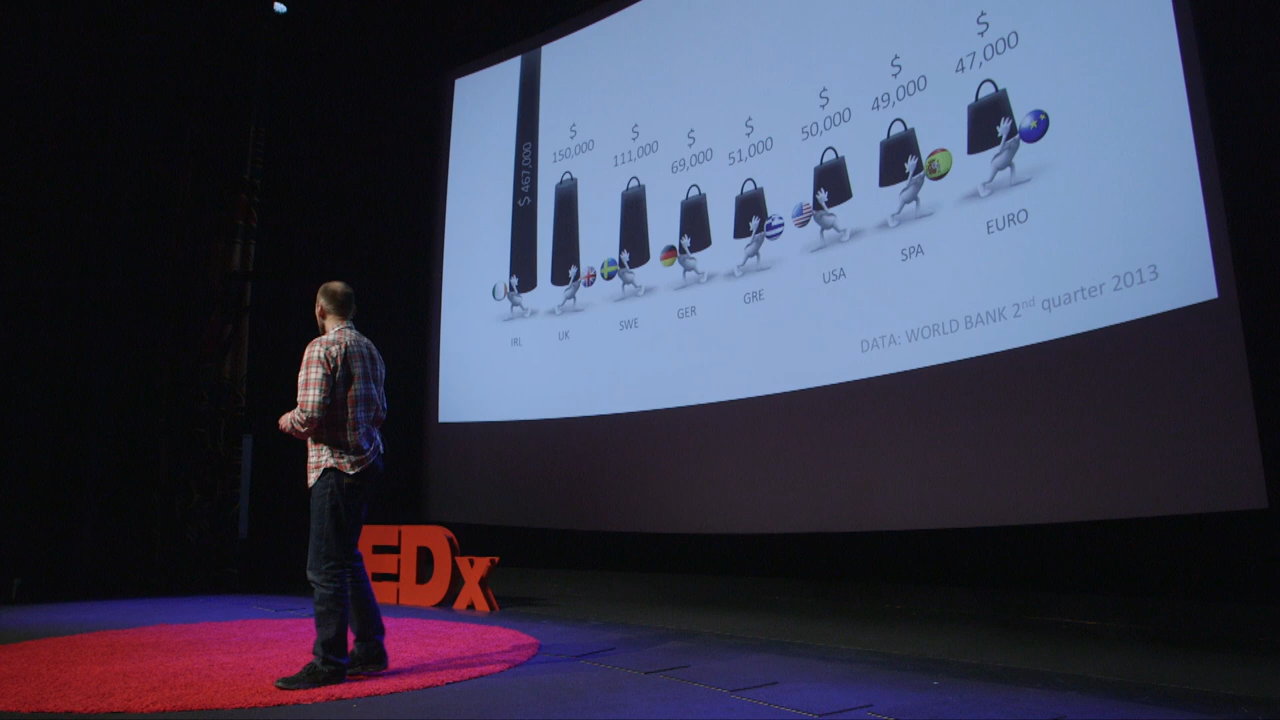 $ 467,000
$
150,000
$
111,000
$
69,000
$
51,000
$
50,000
$
49,000
$
47,000
IRL
UK
SWE
GER
GRE
USA
SPA
EURO
DATA: WORLD BANK 2nd quarter 2013
EDx